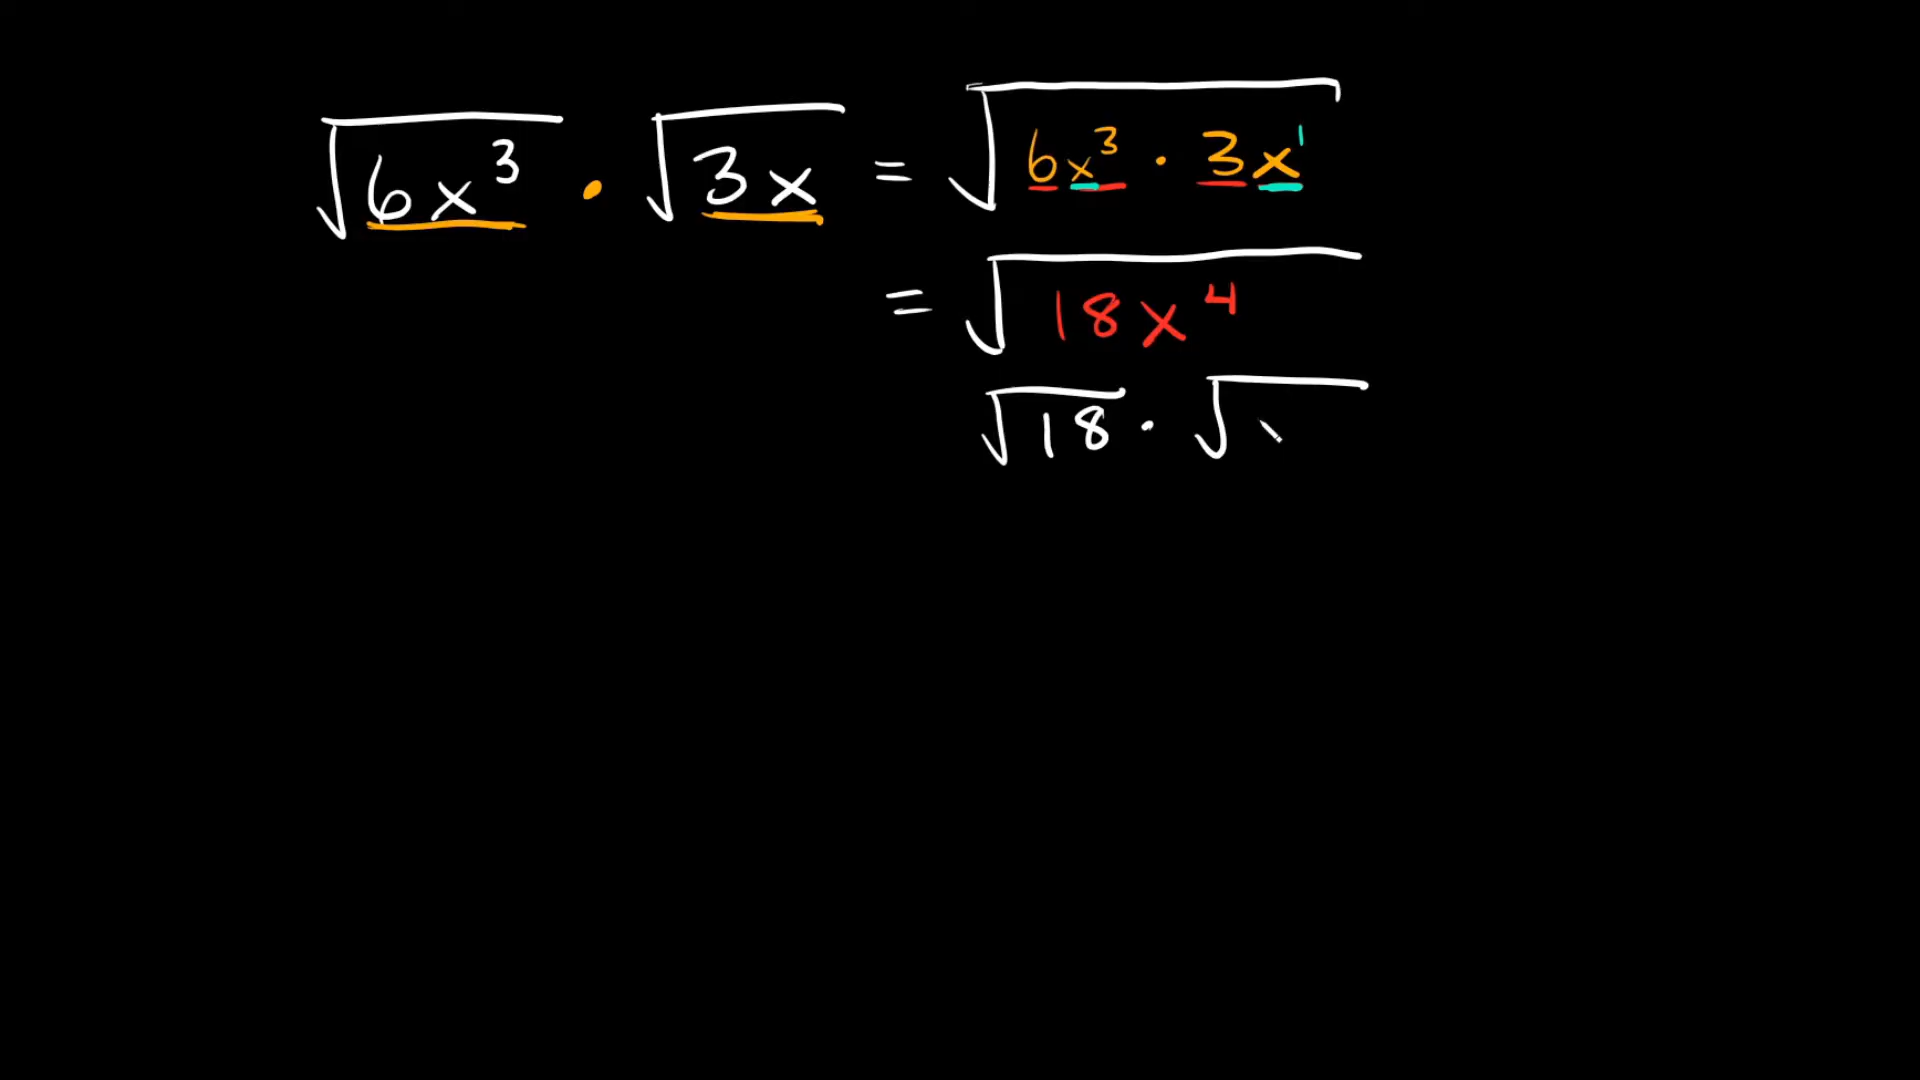 √(6x³) · √(3x) = √(6x³ · 3x¹)
= √(18x⁴)
√18 · √